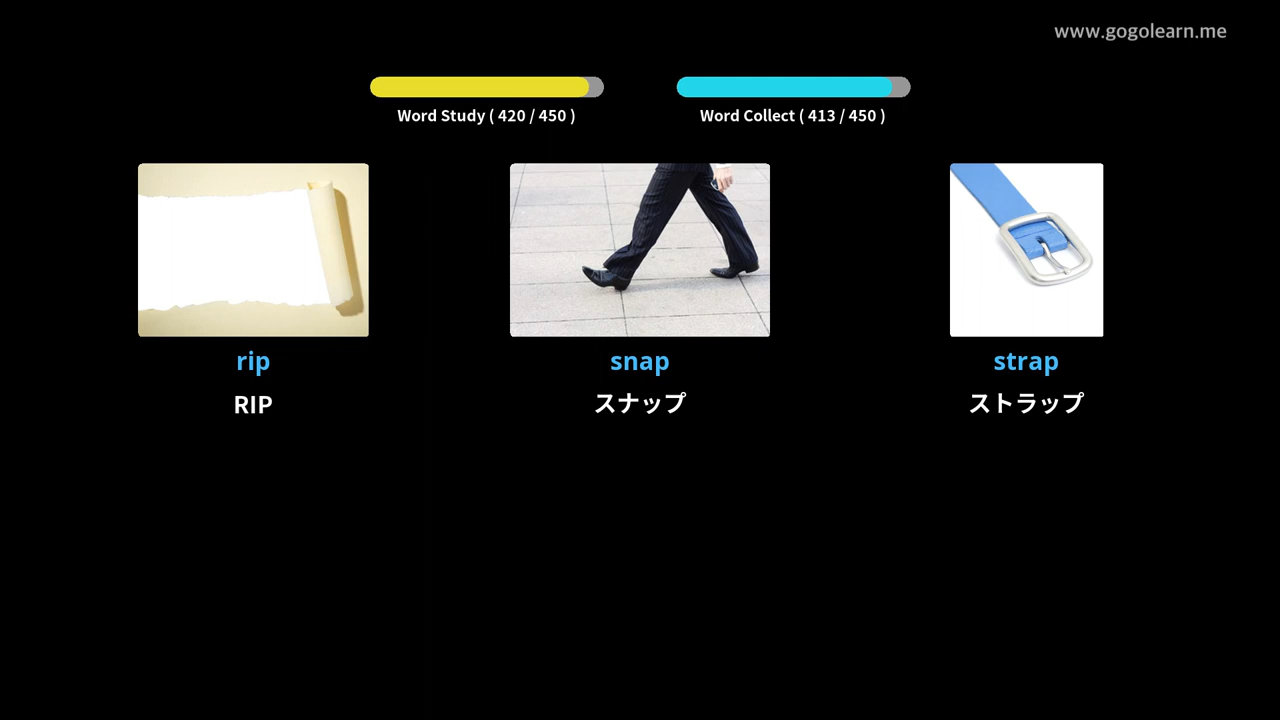 www.gogolearn.me
Word Study ( 420 / 450 )
Word Collect ( 413 / 450 )
rip
snap
strap
RIP
スナップ
ストラップ